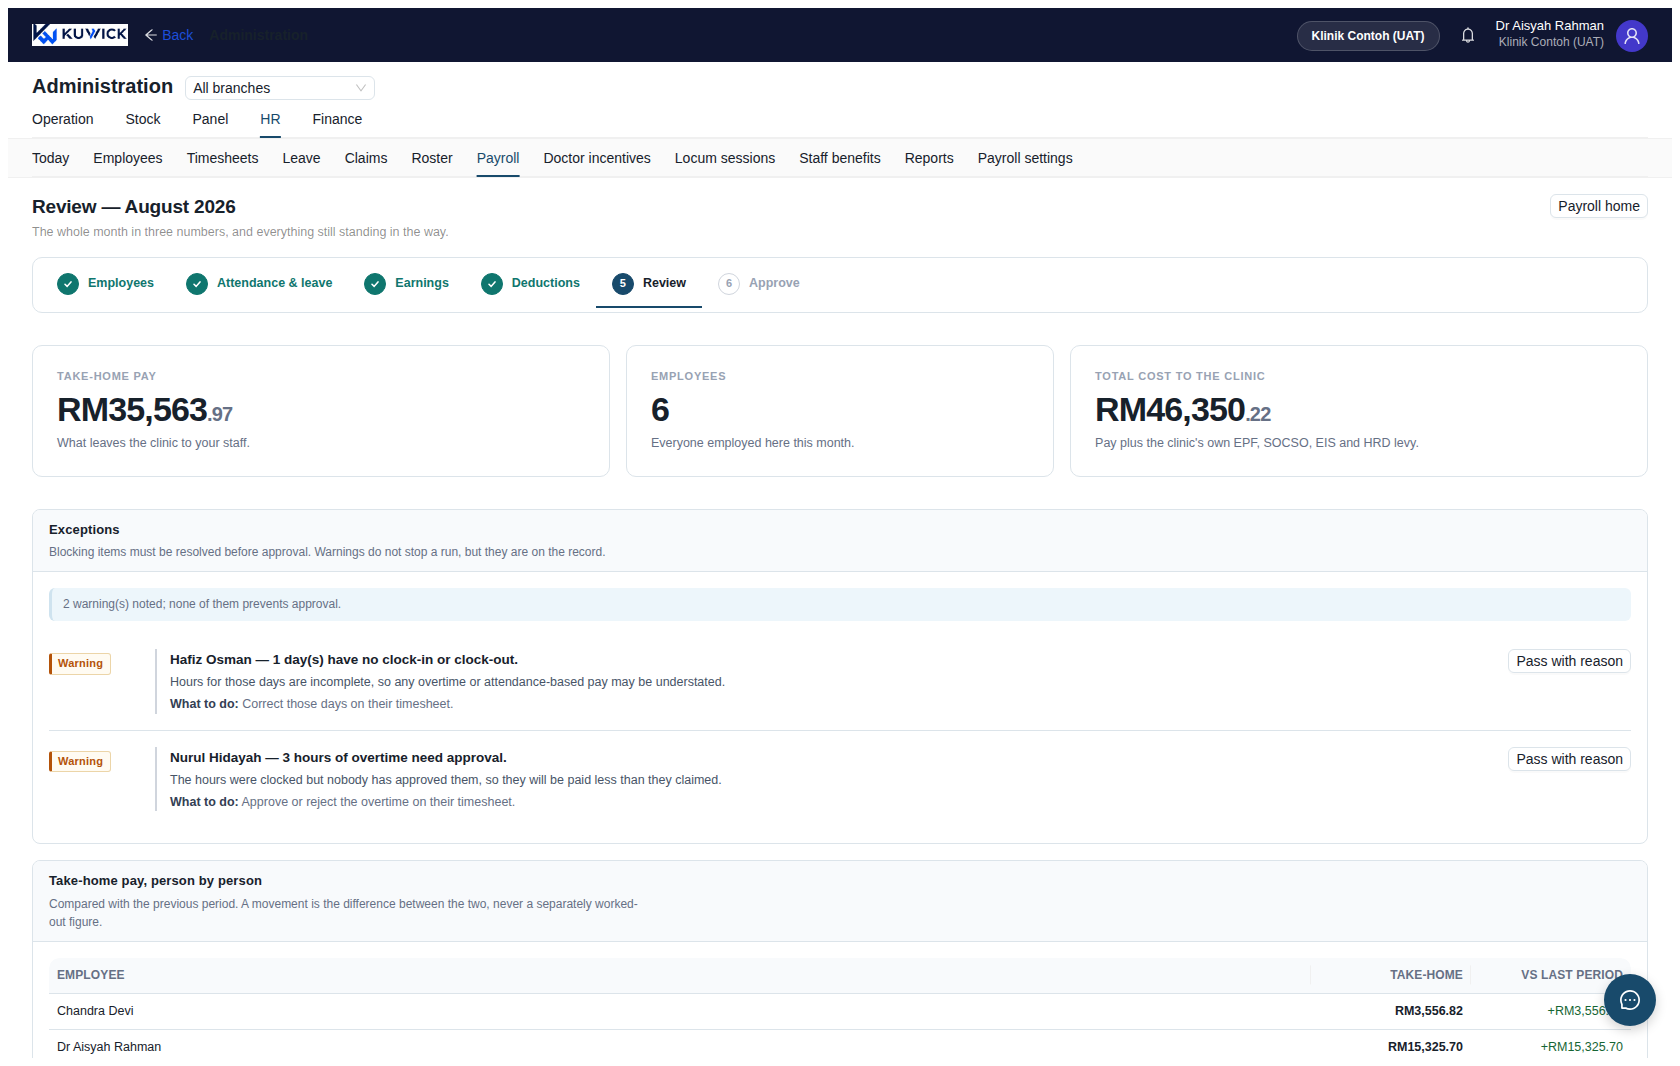 KUWICK
Back
Administration
Klinik Contoh (UAT)
Dr Aisyah Rahman
Klinik Contoh (UAT)
Administration
All branches
Operation
Stock
Panel
HR
Finance
Today
Employees
Timesheets
Leave
Claims
Roster
Payroll
Doctor incentives
Locum sessions
Staff benefits
Reports
Payroll settings
Review — August 2026
Payroll home
The whole month in three numbers, and everything still standing in the way.
Employees
Attendance & leave
Earnings
Deductions
5 Review
6 Approve
TAKE-HOME PAY
RM35,563.97
What leaves the clinic to your staff.
EMPLOYEES
6
Everyone employed here this month.
TOTAL COST TO THE CLINIC
RM46,350.22
Pay plus the clinic's own EPF, SOCSO, EIS and HRD levy.
Exceptions
Blocking items must be resolved before approval. Warnings do not stop a run, but they are on the record.
2 warning(s) noted; none of them prevents approval.
Warning
Hafiz Osman — 1 day(s) have no clock-in or clock-out.
Hours for those days are incomplete, so any overtime or attendance-based pay may be understated.
What to do: Correct those days on their timesheet.
Pass with reason
Warning
Nurul Hidayah — 3 hours of overtime need approval.
The hours were clocked but nobody has approved them, so they will be paid less than they claimed.
What to do: Approve or reject the overtime on their timesheet.
Pass with reason
Take-home pay, person by person
Compared with the previous period. A movement is the difference between the two, never a separately worked-
out figure.
EMPLOYEE TAKE-HOME VS LAST PERIOD
Chandra Devi RM3,556.82 +RM3,556
Dr Aisyah Rahman RM15,325.70 +RM15,325.70